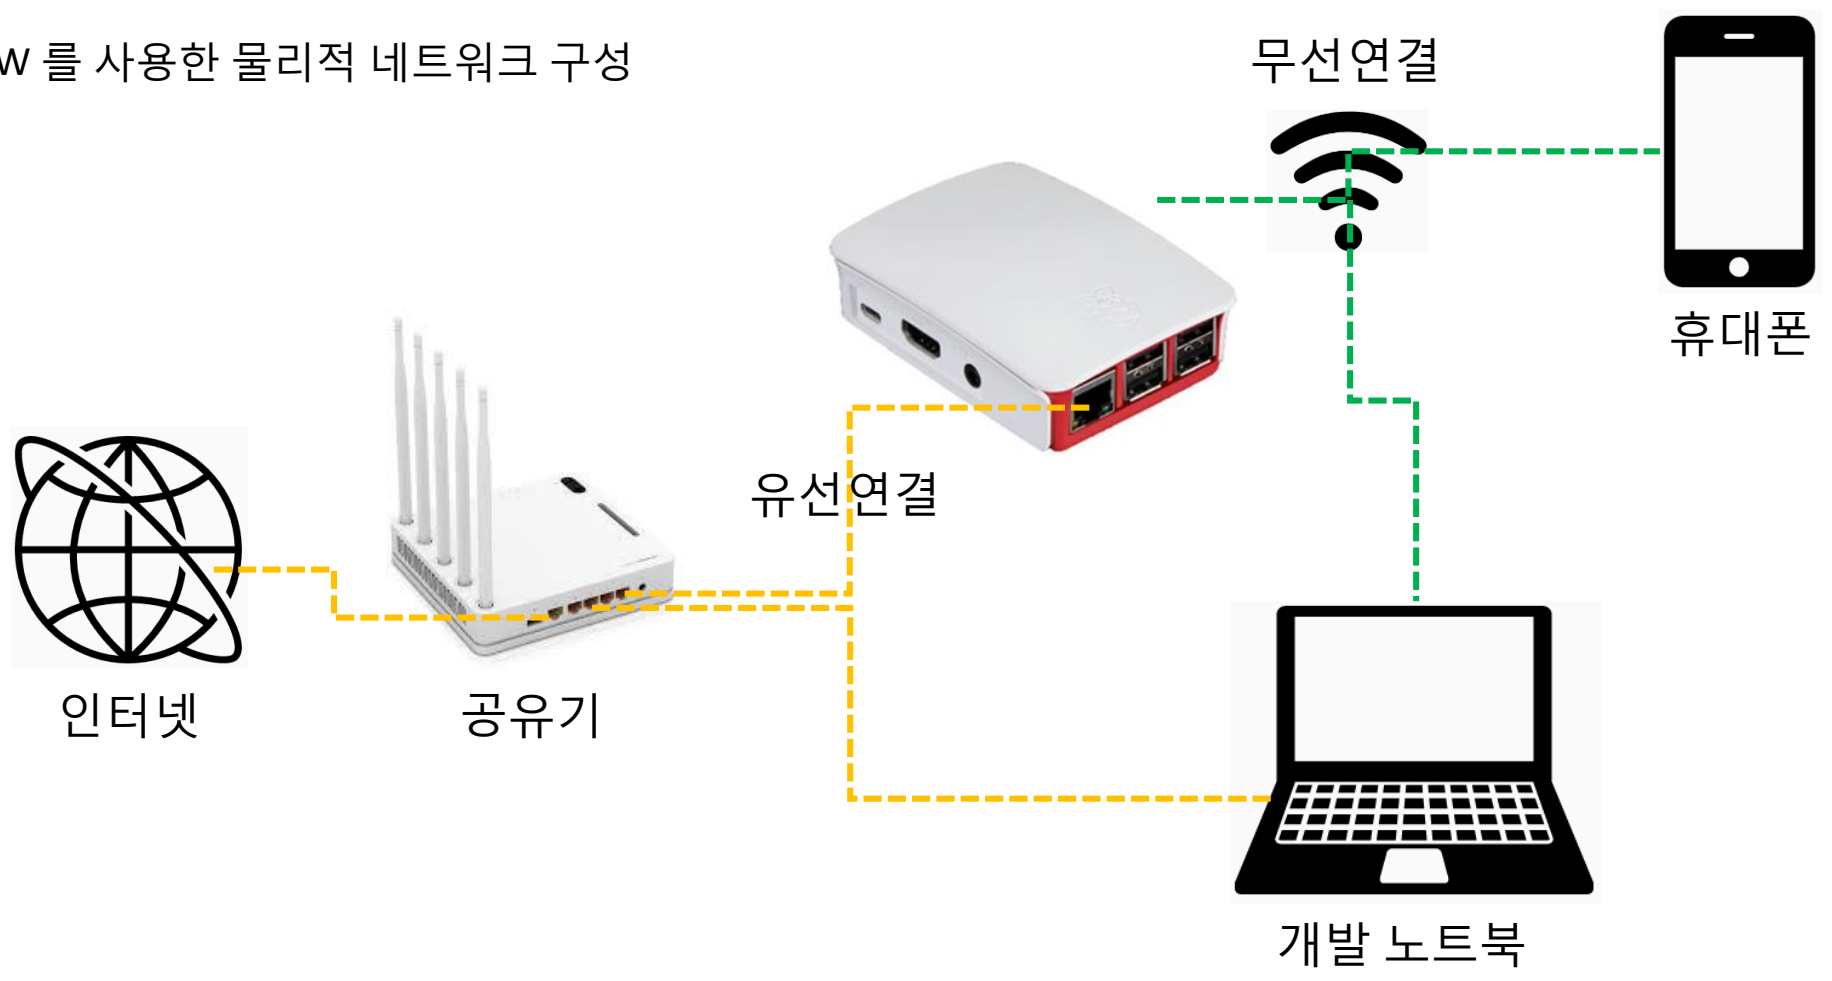 W 를 사용한 물리적 네트워크 구성
무선연결
휴대폰
유선연결
인터넷
공유기
개발 노트북